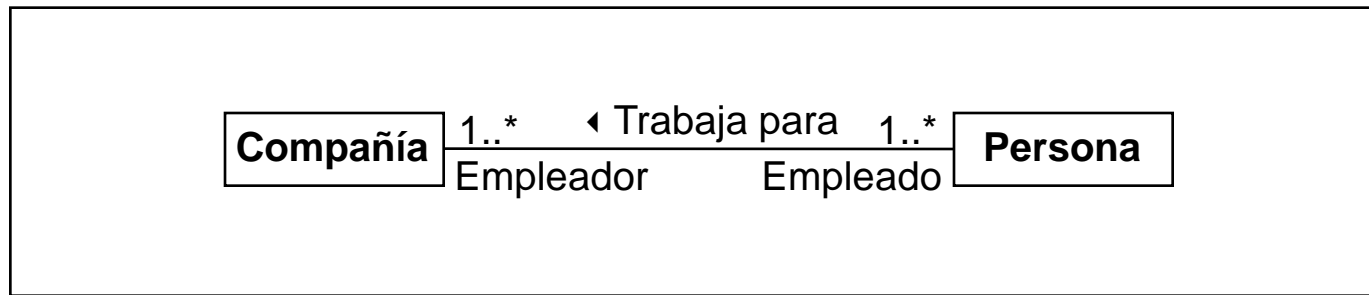 1..* ◂ Trabaja para 1..*
Compañía Persona
Empleador Empleado